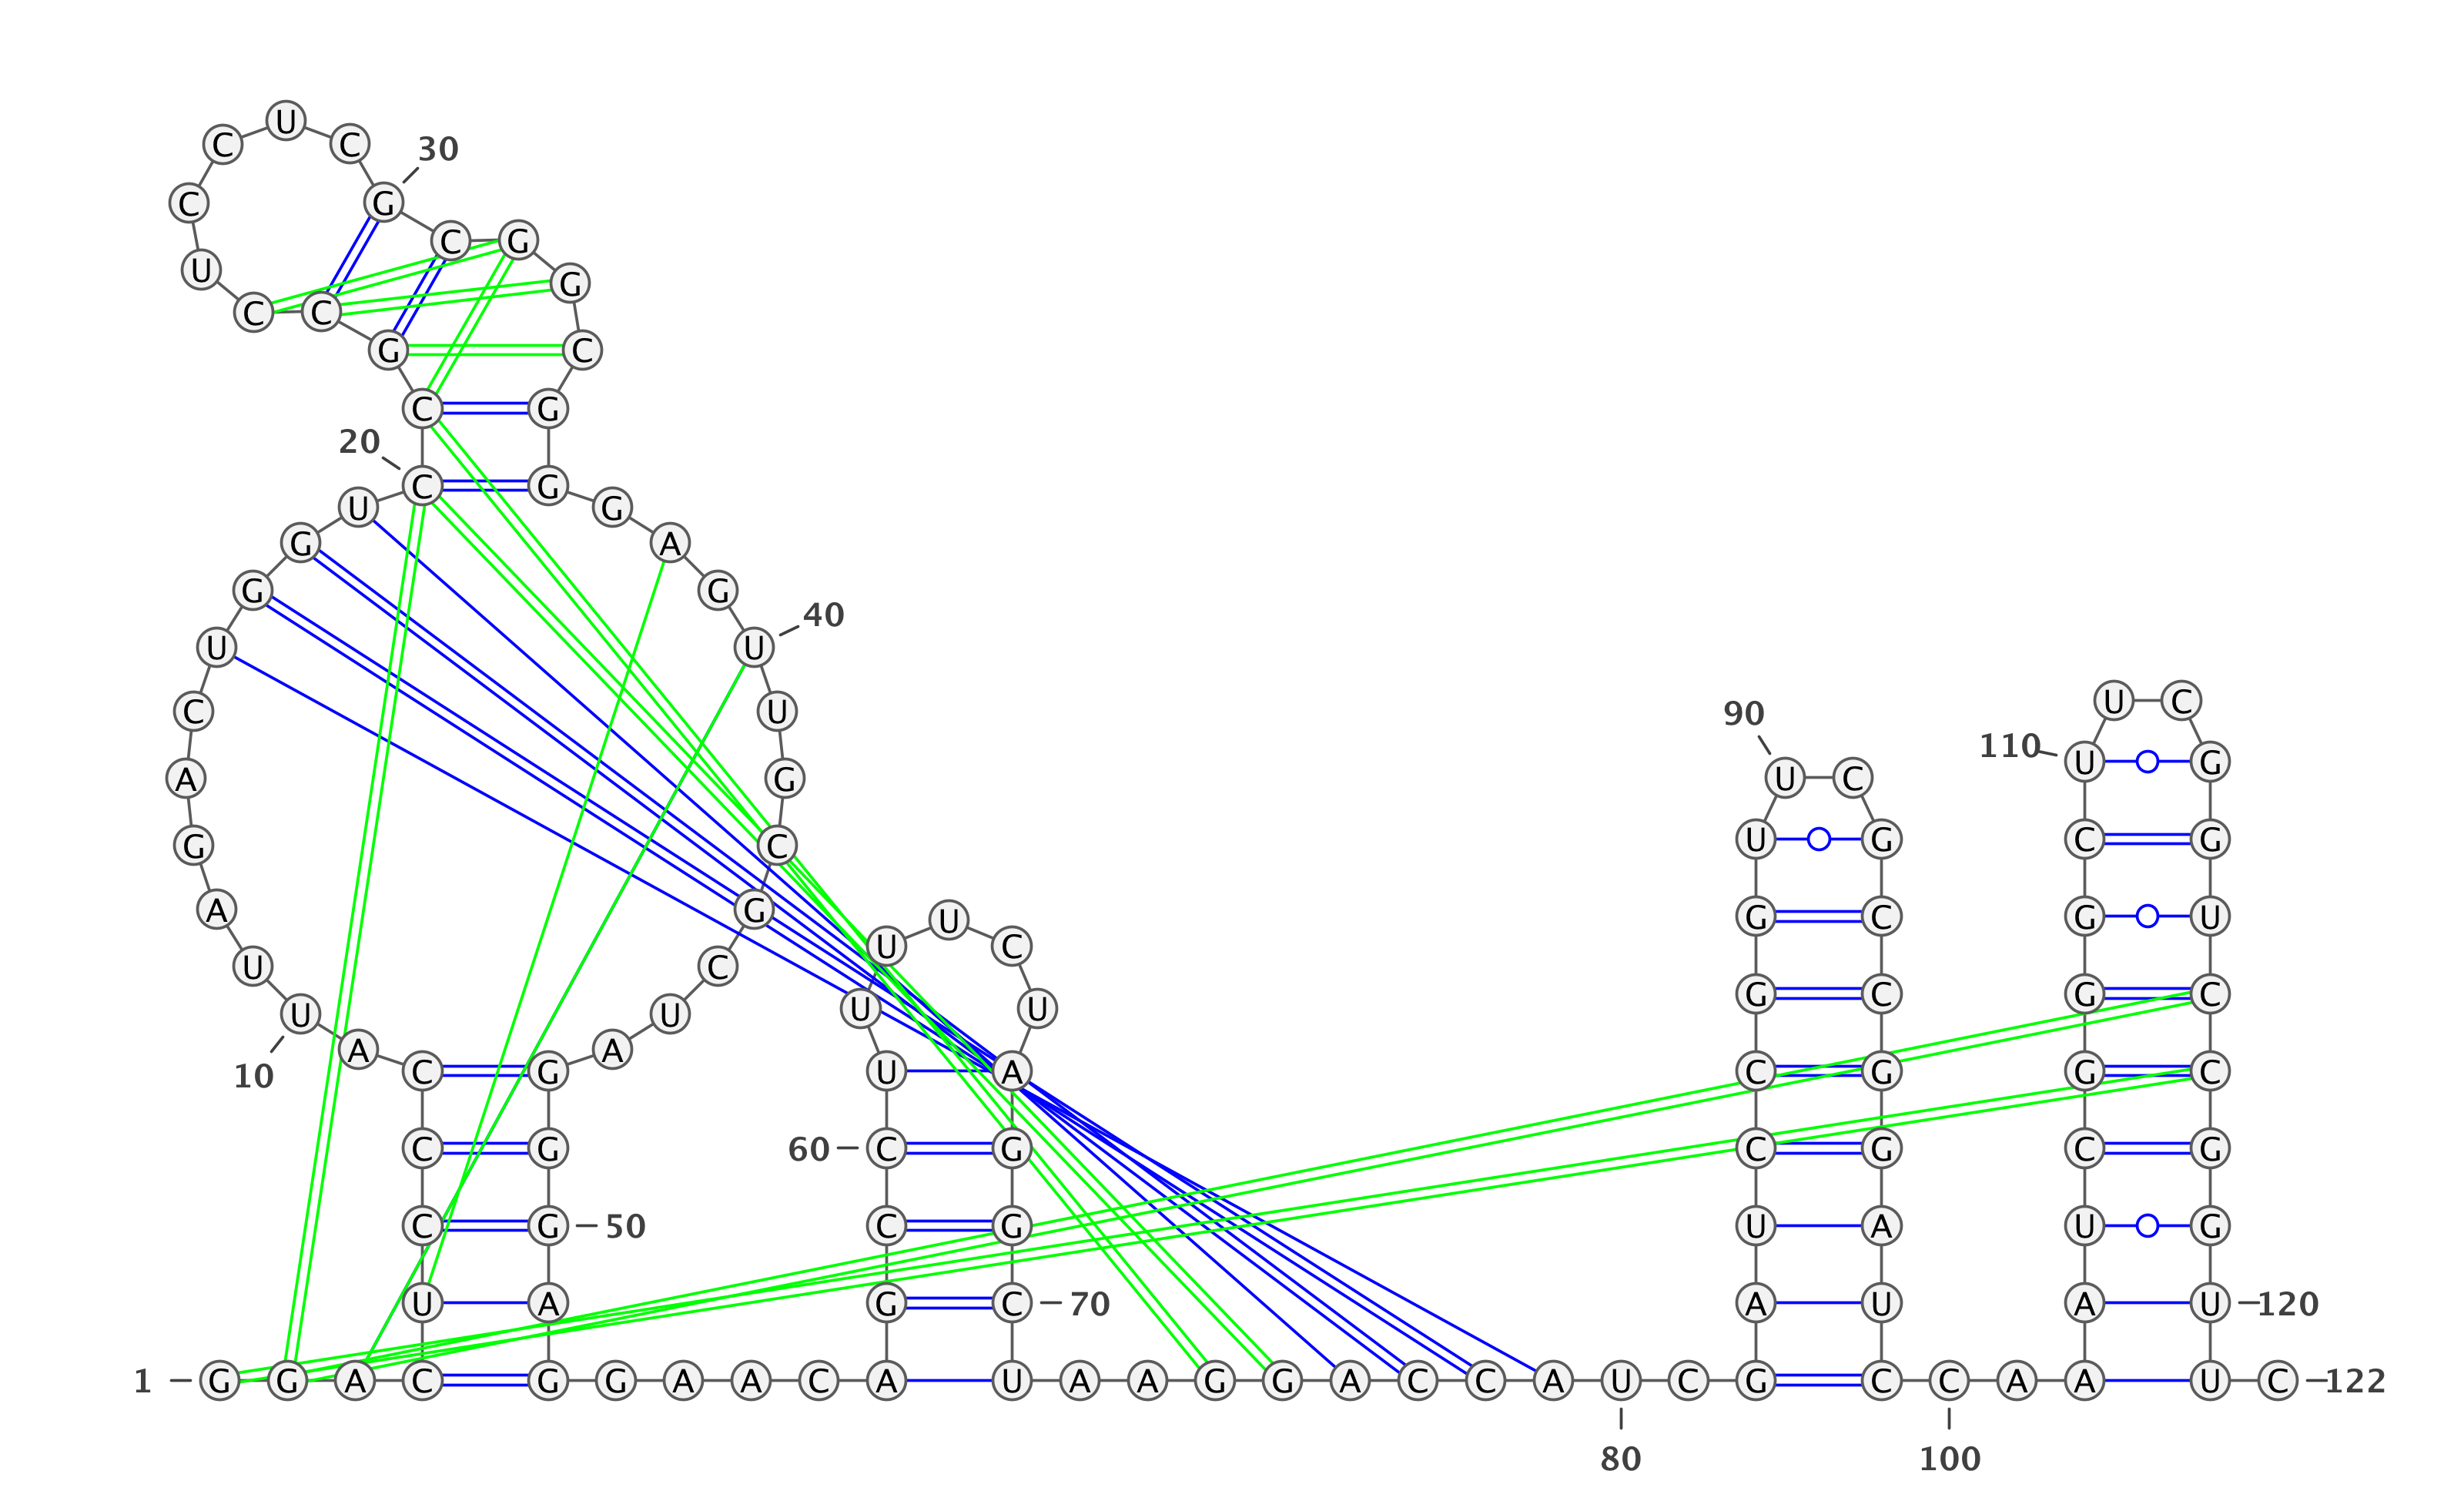 U
C C 30
C G
C G
U G
C C
G C
C G
20
C G
U G
G A
G G
40
U U
U C
C U 90
110
U G
A G U C
G C U G C G
A G U G C G U
U C
U C
G C G C
U U U
A A
C G U A C G G C
10
C C G 60 C G C G C G
C G 50 C G U A U G
U A G C 70 A U A U 120
1 G G A C G G A A C A U A A G G A C C A U C G C C A A U C 122
80 100